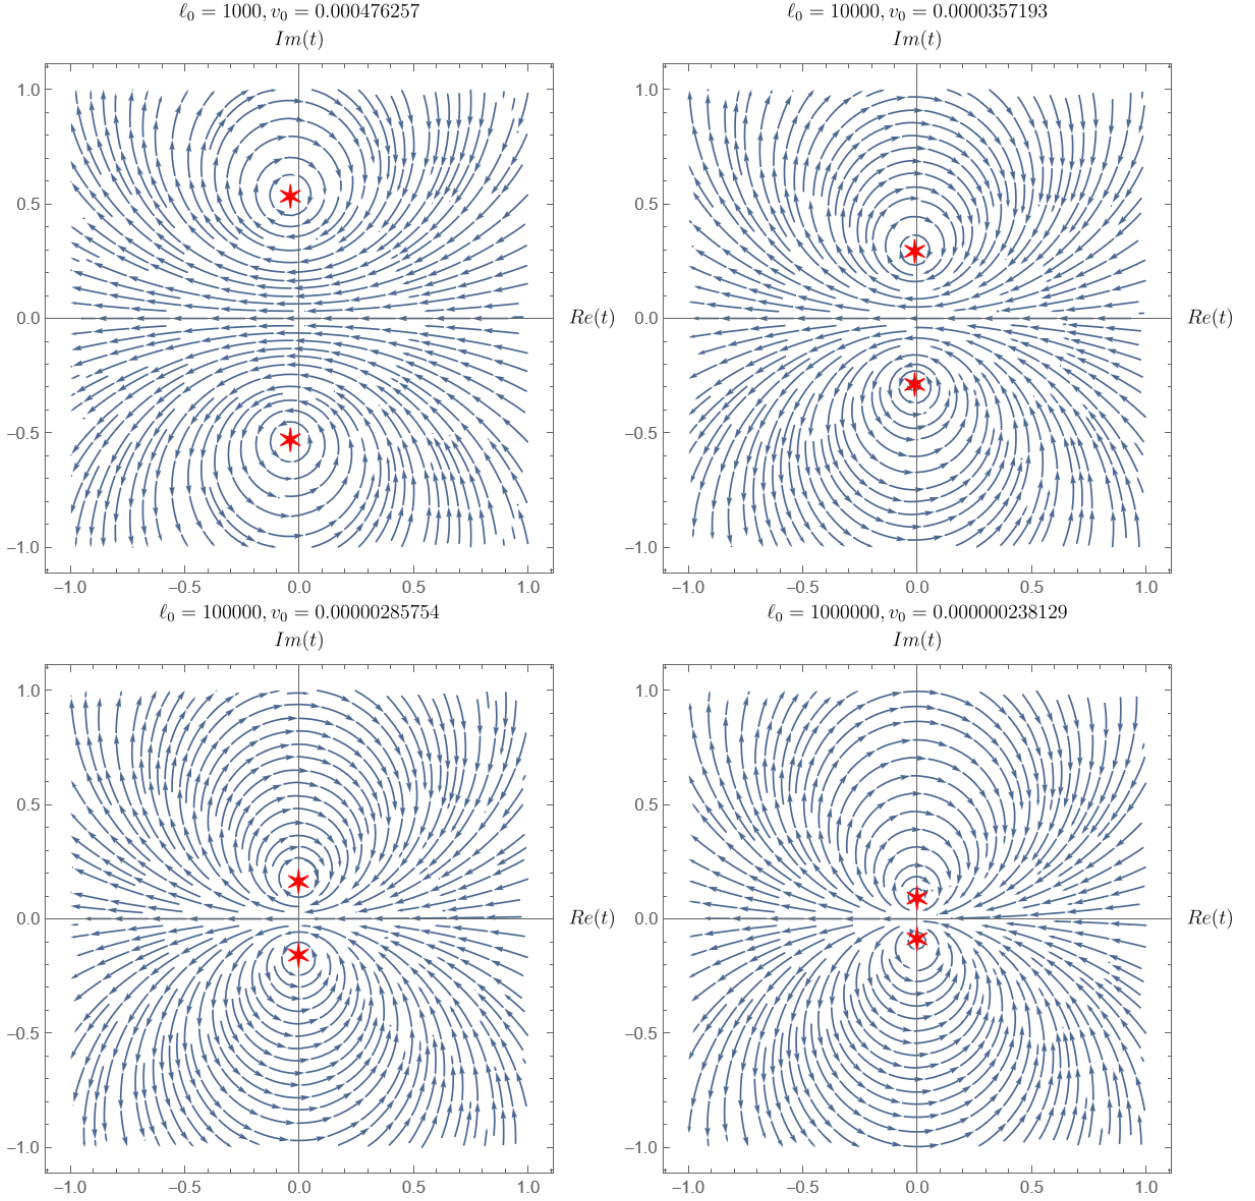 ℓ₀ = 1000, v₀ = 0.000476257
Im(t)
1.0
0.5
0.0
Re(t)
−0.5
−1.0
−1.0 −0.5 0.0 0.5 1.0
ℓ₀ = 10000, v₀ = 0.0000357193
Im(t)
1.0
0.5
0.0
Re(t)
−0.5
−1.0
−1.0 −0.5 0.0 0.5 1.0
ℓ₀ = 100000, v₀ = 0.00000285754
Im(t)
1.0
0.5
0.0
Re(t)
−0.5
−1.0
−1.0 −0.5 0.0 0.5 1.0
ℓ₀ = 1000000, v₀ = 0.000000238129
Im(t)
1.0
0.5
0.0
Re(t)
−0.5
−1.0
−1.0 −0.5 0.0 0.5 1.0